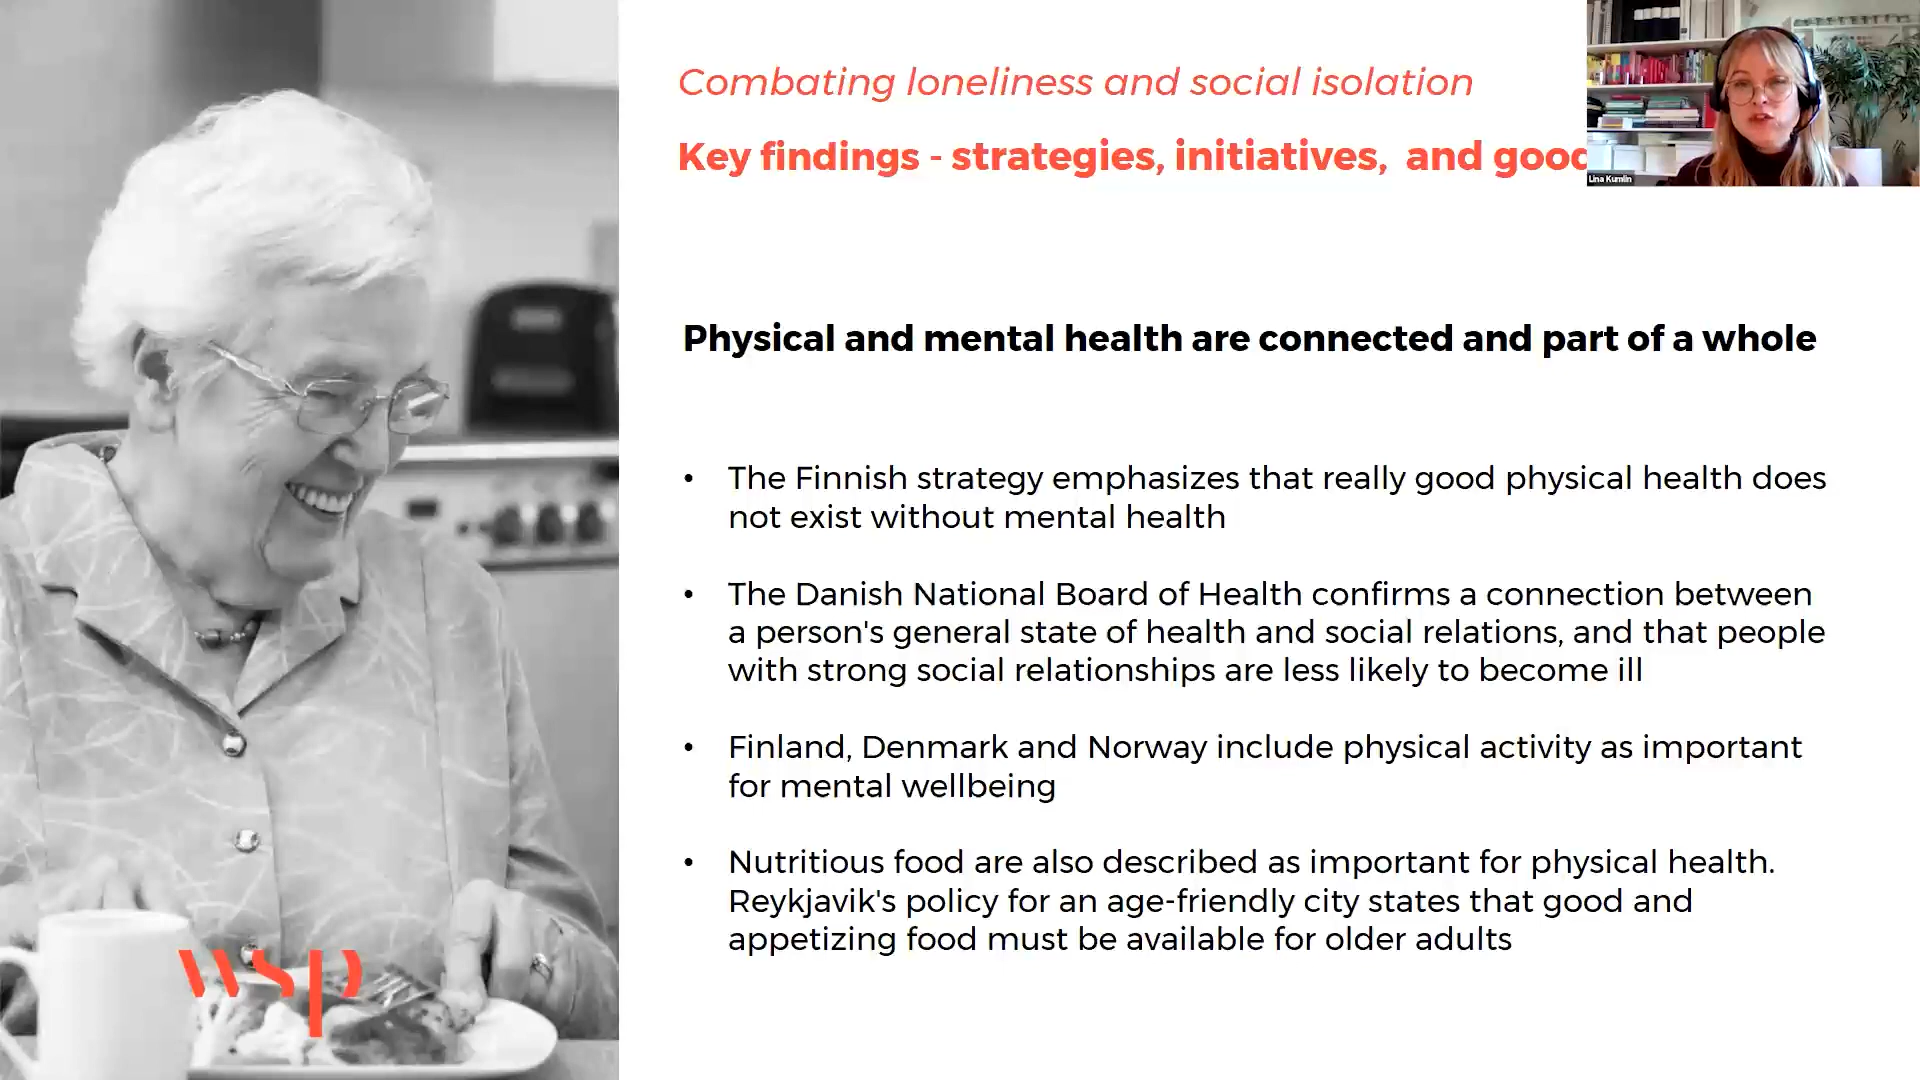 Combating loneliness and social isolation
Key findings - strategies, initiatives, and good
Lina Kumlin
Physical and mental health are connected and part of a whole
• The Finnish strategy emphasizes that really good physical health does
not exist without mental health
• The Danish National Board of Health confirms a connection between
a person's general state of health and social relations, and that people
with strong social relationships are less likely to become ill
• Finland, Denmark and Norway include physical activity as important
for mental wellbeing
• Nutritious food are also described as important for physical health.
Reykjavik's policy for an age-friendly city states that good and
appetizing food must be available for older adults
wsp